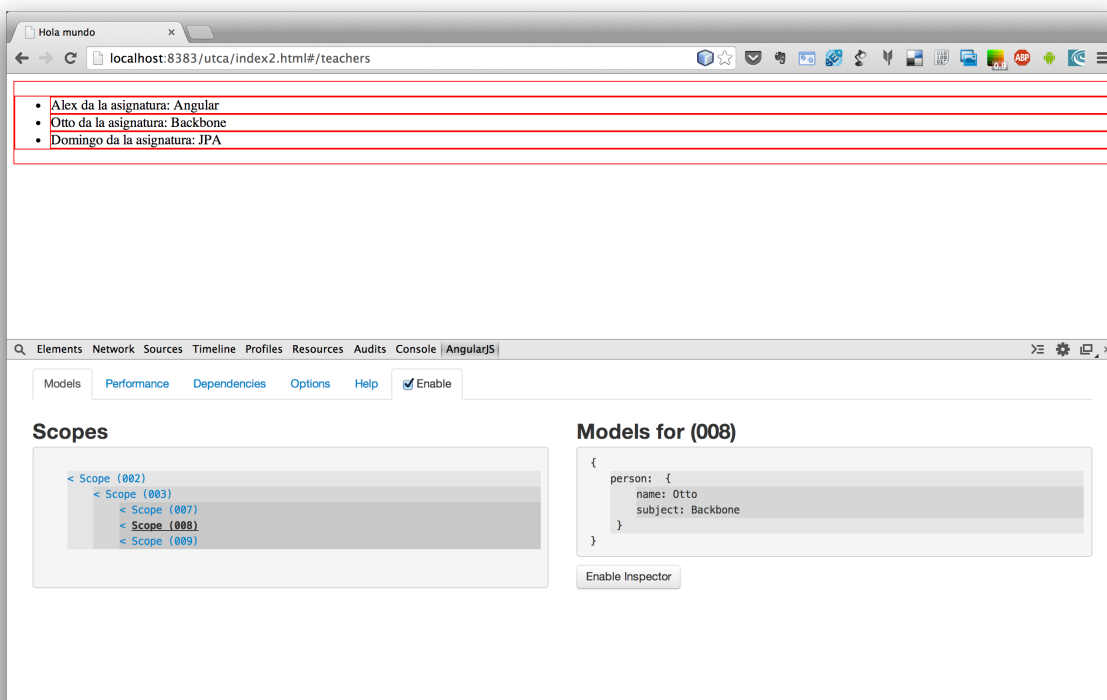 Hola mundo
localhost:8383/utca/index2.html#/teachers
0.9
ABP
Alex da la asignatura: Angular
Otto da la asignatura: Backbone
Domingo da la asignatura: JPA
Elements Network Sources Timeline Profiles Resources Audits Console AngularJS
Models Performance Dependencies Options Help Enable
Scopes
< Scope (002)
< Scope (003)
< Scope (007)
< Scope (008)
< Scope (009)
Models for (008)
{
person: {
name: Otto
subject: Backbone
}
}
Enable Inspector